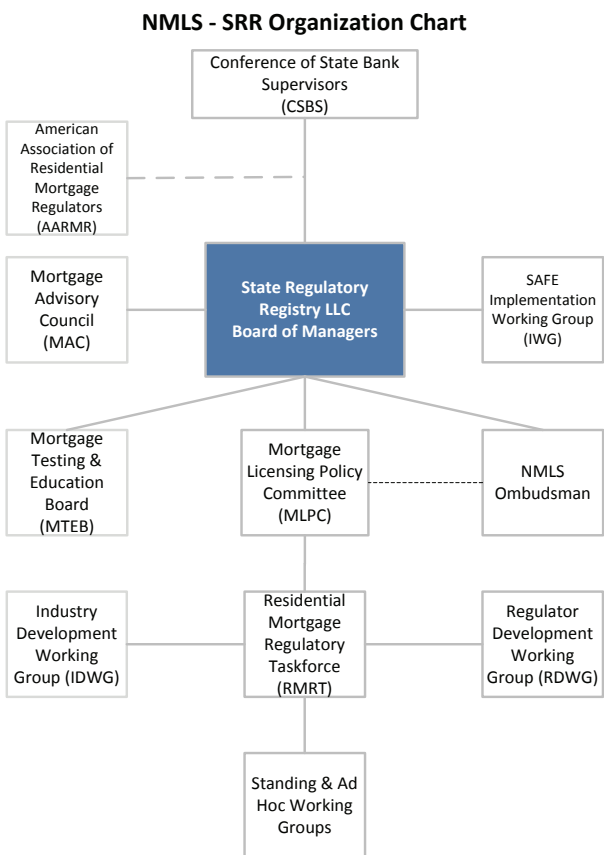 NMLS - SRR Organization Chart
Conference of State Bank
Supervisors
(CSBS)
American
Association of
Residential
Mortgage
Regulators
(AARMR)
Mortgage
Advisory
Council
(MAC)
State Regulatory
Registry LLC
Board of Managers
SAFE
Implementation
Working Group
(IWG)
Mortgage
Testing &
Education
Board
(MTEB)
Mortgage
Licensing Policy
Committee
(MLPC)
NMLS
Ombudsman
Industry
Development
Working
Group (IDWG)
Residential
Mortgage
Regulatory
Taskforce
(RMRT)
Regulator
Development
Working
Group (RDWG)
Standing & Ad
Hoc Working
Groups